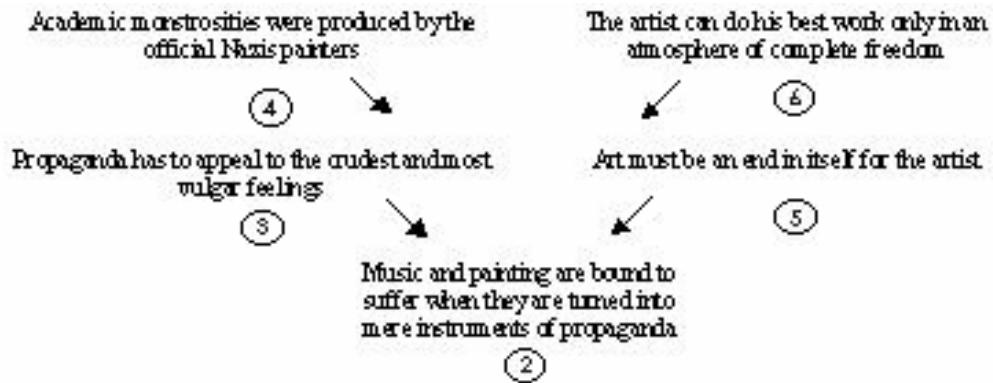 Academic monstrosities were produced by the
official Nazis painters
4
The artist can do his best work only in an
atmosphere of complete freedom
6
Propaganda has to appeal to the crudest and most
vulgar feelings
3
Art must be an end in itself for the artist
5
Music and painting are bound to
suffer when they are turned into
mere instruments of propaganda
2